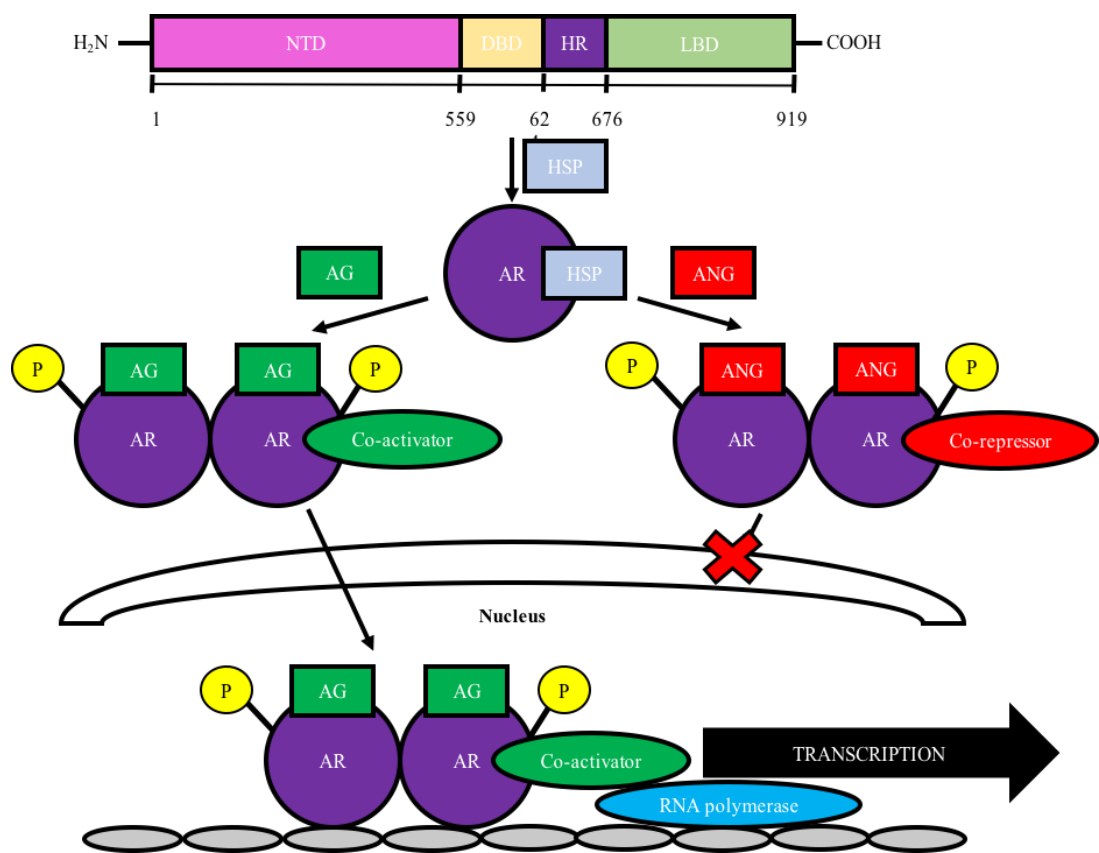 H₂N NTD DBD HR LBD COOH
1 559 62 676 919
HSP
AG AR HSP ANG
P AG AG P P ANG ANG P
AR AR Co-activator AR AR Co-repressor
Nucleus
P AG AG P
AR AR Co-activator TRANSCRIPTION
RNA polymerase